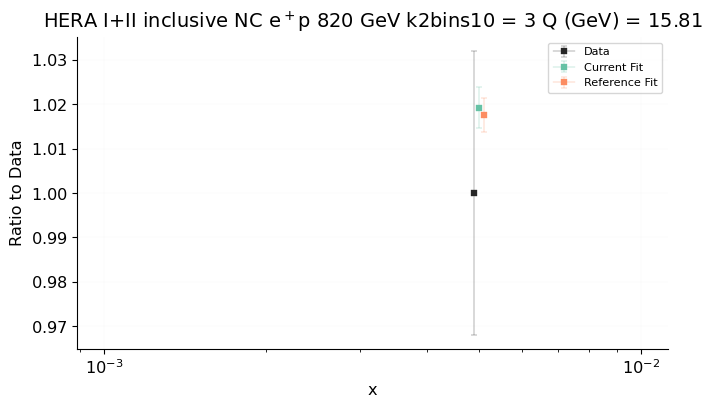 HERA I+II inclusive NC e⁺p 820 GeV k2bins10 = 3 Q (GeV) = 15.81
Data
Current Fit
Reference Fit
Ratio to Data
1.03
1.02
1.01
1.00
0.99
0.98
0.97
10⁻³
10⁻²
x